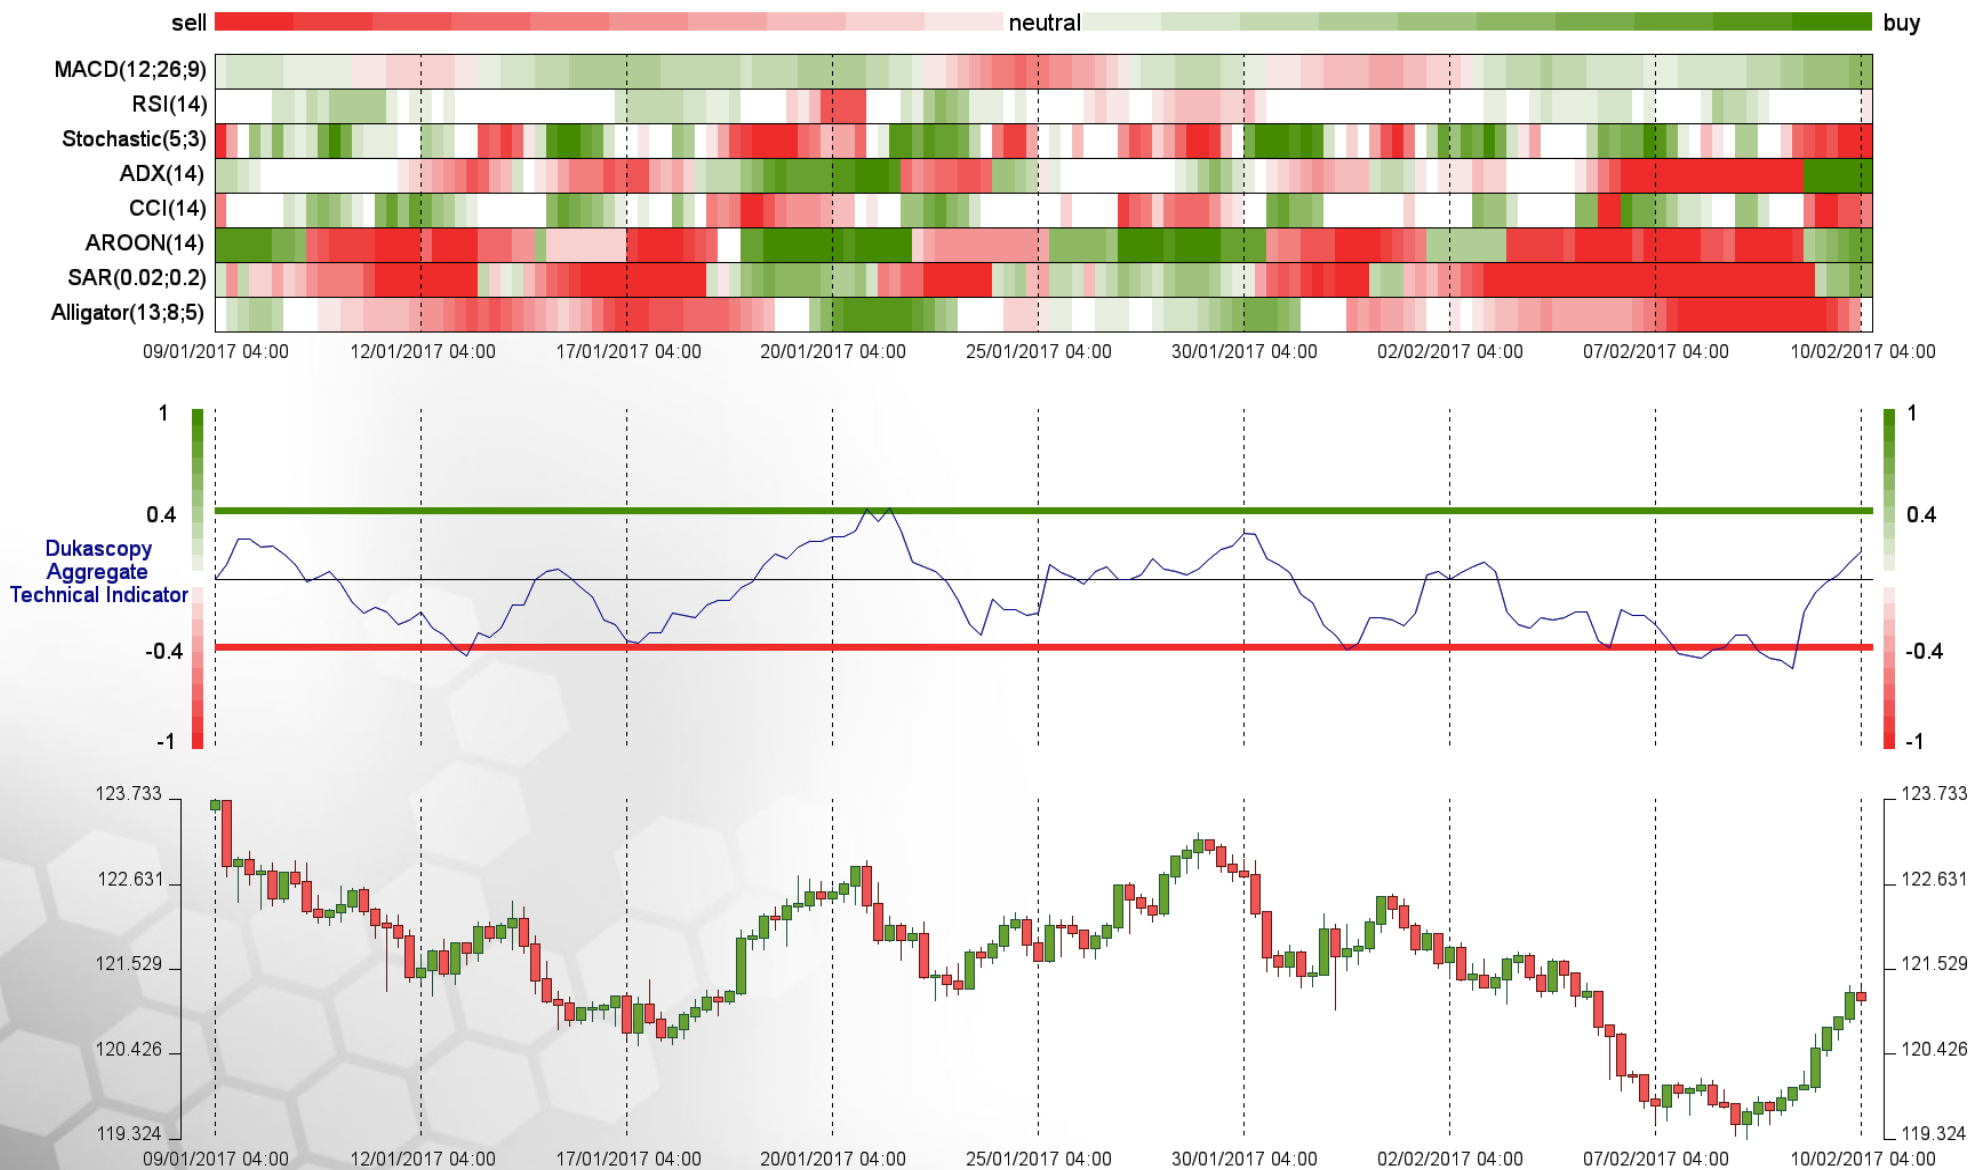 sell neutral buy
MACD(12;26;9)
RSI(14)
Stochastic(5;3)
ADX(14)
CCI(14)
AROON(14)
SAR(0.02;0.2)
Alligator(13;8;5)
09/01/2017 04:00 12/01/2017 04:00 17/01/2017 04:00 20/01/2017 04:00 25/01/2017 04:00 30/01/2017 04:00 02/02/2017 04:00 07/02/2017 04:00 10/02/2017 04:00
1 1
0.4 0.4
Dukascopy
Aggregate
Technical Indicator
-0.4 -0.4
-1 -1
123.733 123.733
122.631 122.631
121.529 121.529
120.426 120.426
119.324 119.324
09/01/2017 04:00 12/01/2017 04:00 17/01/2017 04:00 20/01/2017 04:00 25/01/2017 04:00 30/01/2017 04:00 02/02/2017 04:00 07/02/2017 04:00 10/02/2017 04:00